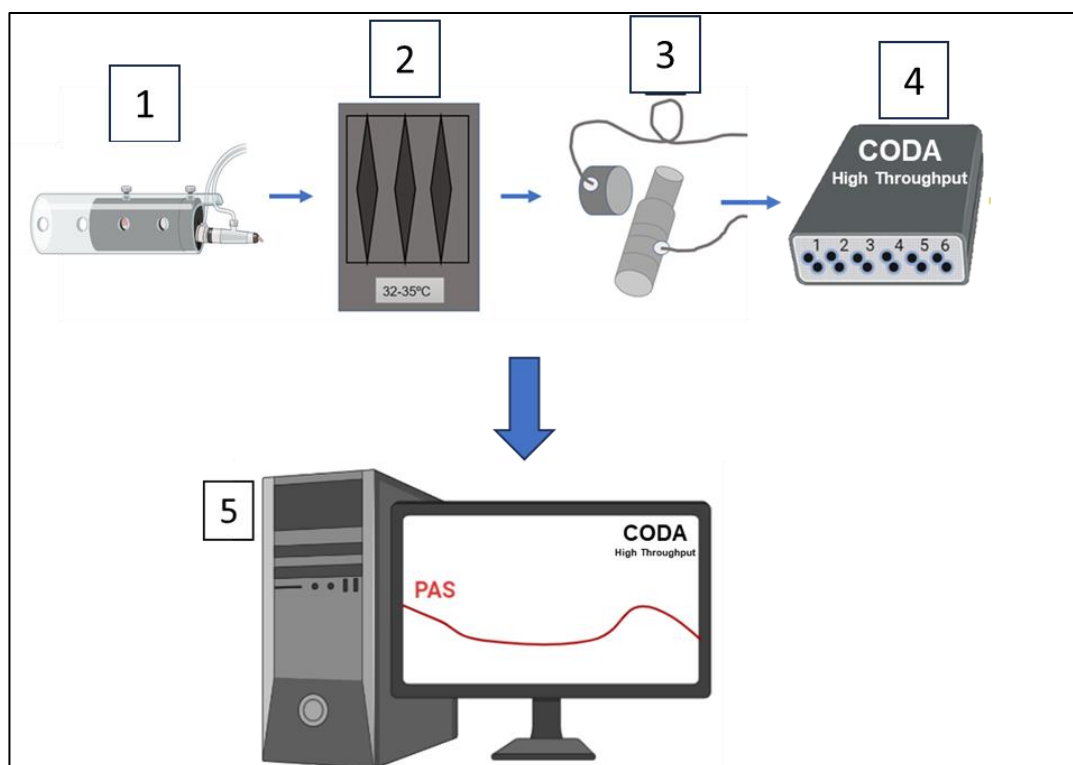 1
2
3
4
32-35ºC
CODA
High Throughput
1 2 3 4 5 6
5
CODA
High Throughput
PAS